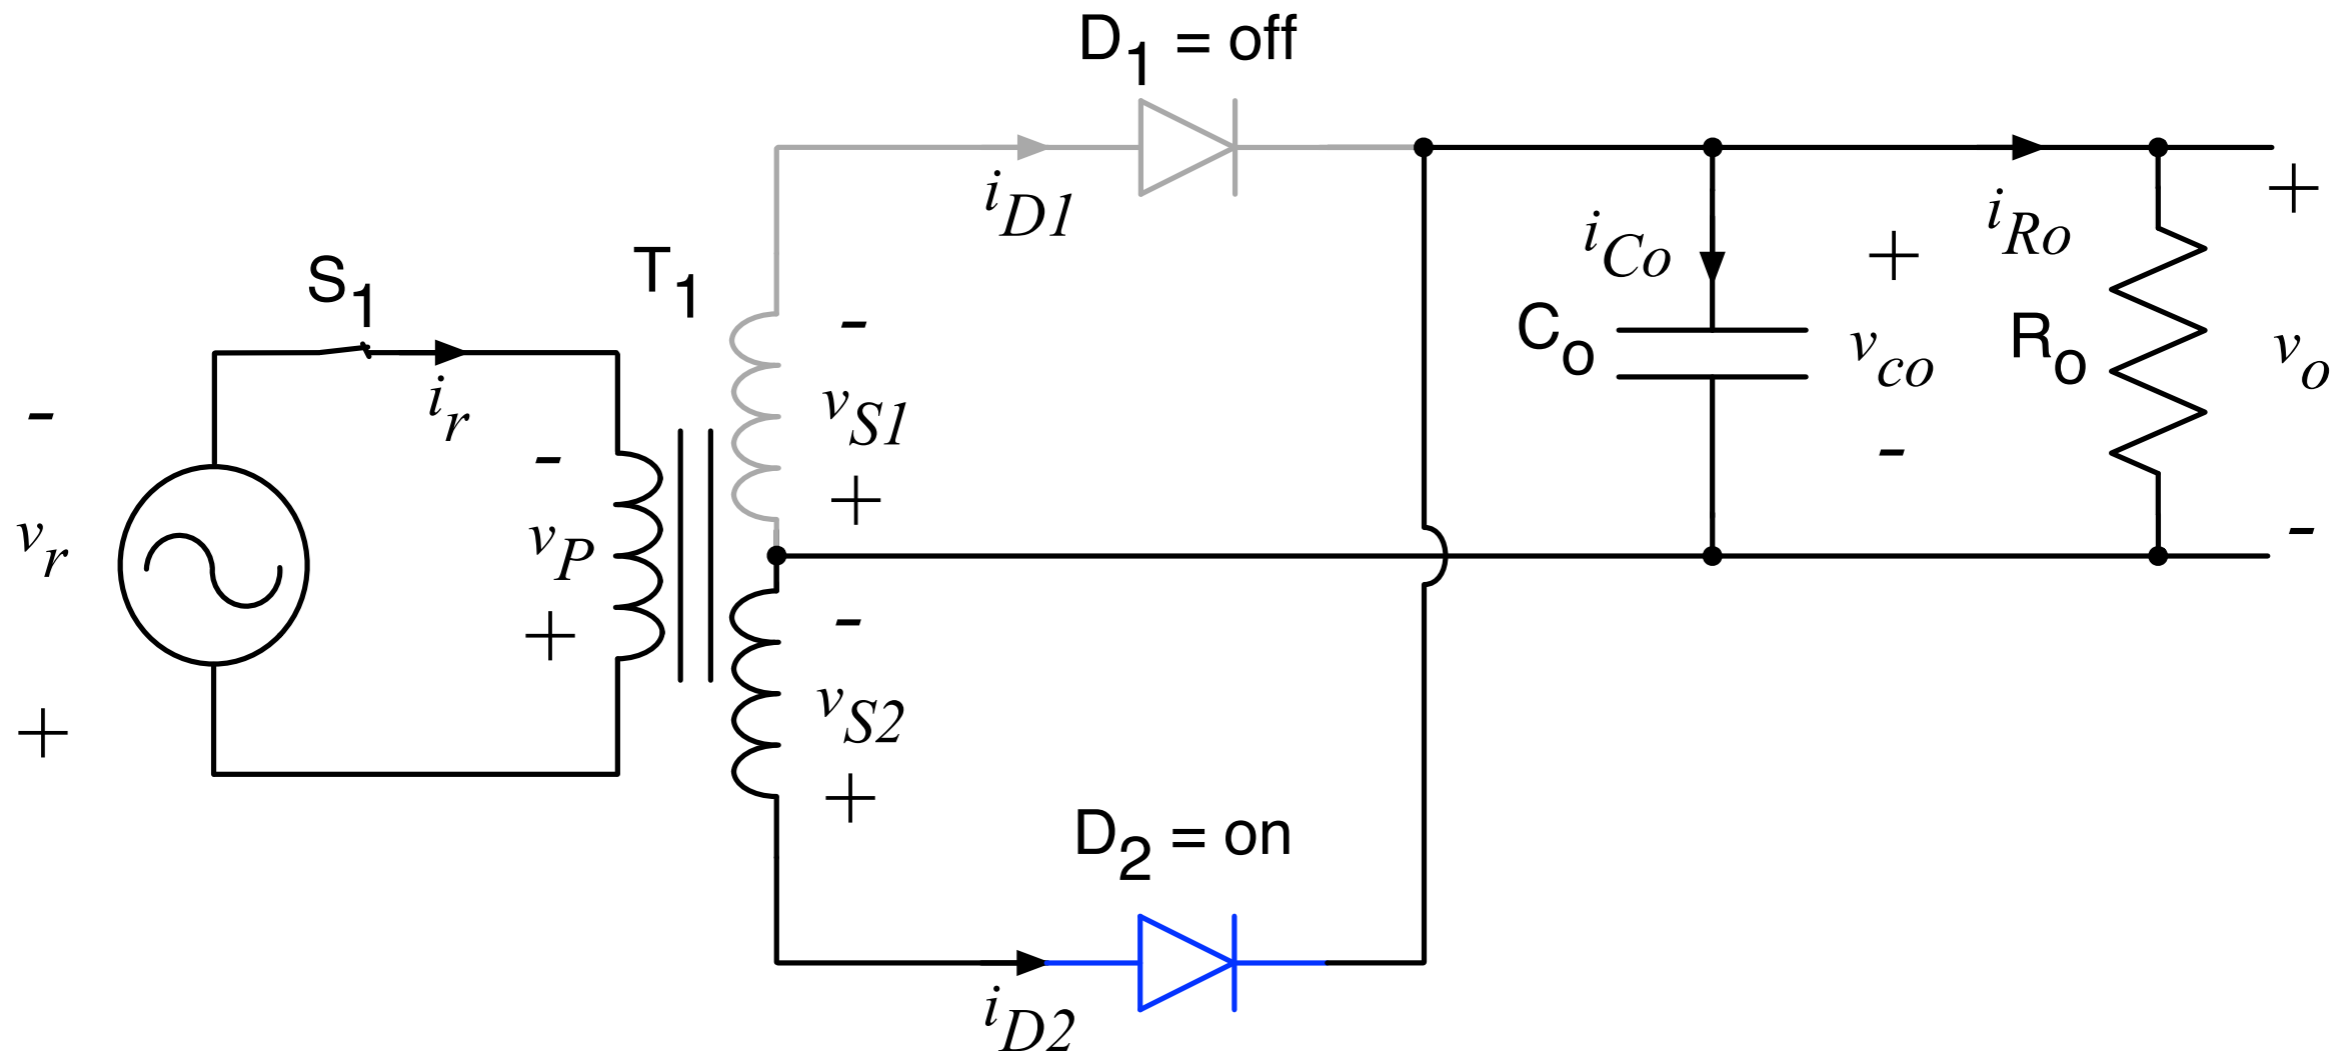 D1 = off
iD1
+
iRo
iCo
+
S1
T1
-
Co
vco
Ro
vo
ir
-
vS1
-
-
vr
vP
+
-
+
-
vS2
+
+
D2 = on
iD2